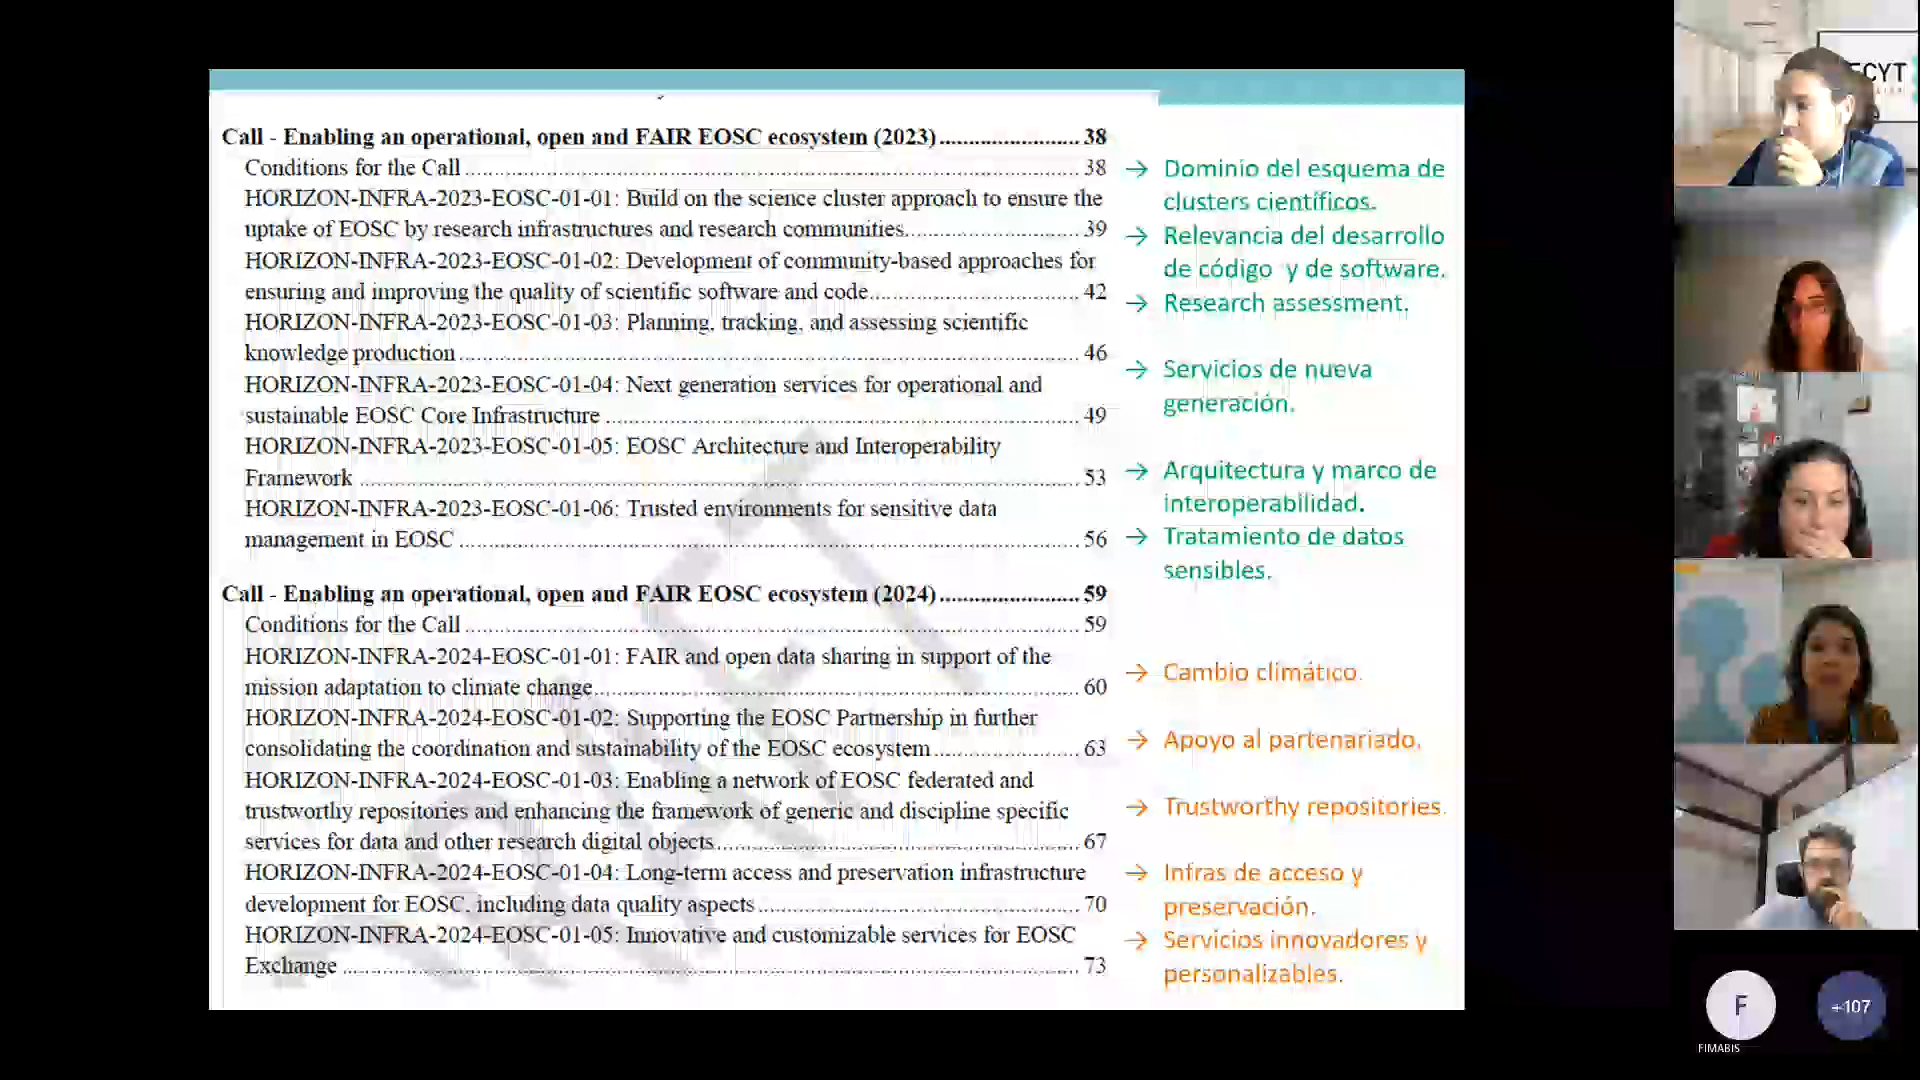 Call - Enabling an operational, open and FAIR EOSC ecosystem (2023) ........................ 38
Conditions for the Call ........................ 38
HORIZON-INFRA-2023-EOSC-01-01: Build on the science cluster approach to ensure the
uptake of EOSC by research infrastructures and research communities ........................ 39
HORIZON-INFRA-2023-EOSC-01-02: Development of community-based approaches for
ensuring and improving the quality of scientific software and code ........................ 42
HORIZON-INFRA-2023-EOSC-01-03: Planning, tracking, and assessing scientific
knowledge production ........................ 46
HORIZON-INFRA-2023-EOSC-01-04: Next generation services for operational and
sustainable EOSC Core Infrastructure ........................ 49
HORIZON-INFRA-2023-EOSC-01-05: EOSC Architecture and Interoperability
Framework ........................ 53
HORIZON-INFRA-2023-EOSC-01-06: Trusted environments for sensitive data
management in EOSC ........................ 56
Call - Enabling an operational, open and FAIR EOSC ecosystem (2024) ........................ 59
Conditions for the Call ........................ 59
HORIZON-INFRA-2024-EOSC-01-01: FAIR and open data sharing in support of the
mission adaptation to climate change ........................ 60
HORIZON-INFRA-2024-EOSC-01-02: Supporting the EOSC Partnership in further
consolidating the coordination and sustainability of the EOSC ecosystem ........................ 63
HORIZON-INFRA-2024-EOSC-01-03: Enabling a network of EOSC federated and
trustworthy repositories and enhancing the framework of generic and discipline specific
services for data and other research digital objects ........................ 67
HORIZON-INFRA-2024-EOSC-01-04: Long-term access and preservation infrastructure
development for EOSC, including data quality aspects ........................ 70
HORIZON-INFRA-2024-EOSC-01-05: Innovative and customizable services for EOSC
Exchange ........................ 73
→ Dominio del esquema de
clusters científicos.
→ Relevancia del desarrollo
de código y de software.
→ Research assessment.
→ Servicios de nueva
generación.
→ Arquitectura y marco de
interoperabilidad.
→ Tratamiento de datos
sensibles.
→ Cambio climático.
→ Apoyo al partenariado.
→ Trustworthy repositories.
→ Infras de acceso y
preservación.
→ Servicios innovadores y
personalizables.
ECYT
F
FIMABIS
+107